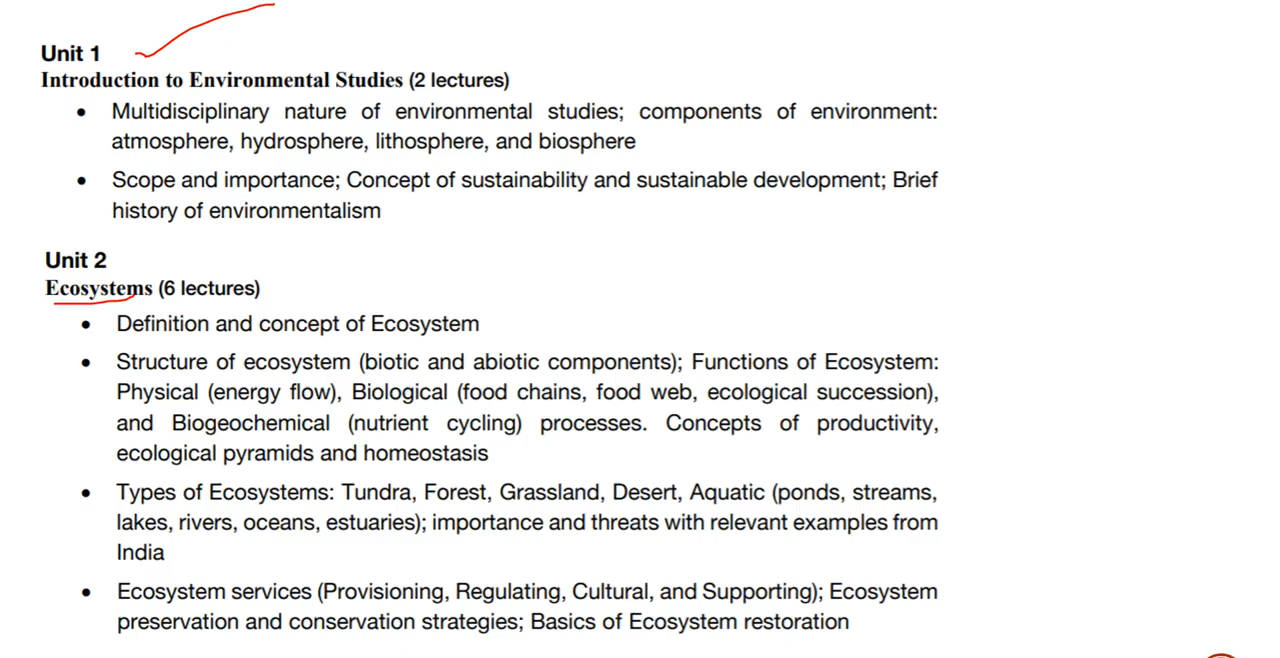 Unit 1
Introduction to Environmental Studies (2 lectures)
• Multidisciplinary nature of environmental studies; components of environment:
atmosphere, hydrosphere, lithosphere, and biosphere
• Scope and importance; Concept of sustainability and sustainable development; Brief
history of environmentalism
Unit 2
Ecosystems (6 lectures)
• Definition and concept of Ecosystem
• Structure of ecosystem (biotic and abiotic components); Functions of Ecosystem:
Physical (energy flow), Biological (food chains, food web, ecological succession),
and Biogeochemical (nutrient cycling) processes. Concepts of productivity,
ecological pyramids and homeostasis
• Types of Ecosystems: Tundra, Forest, Grassland, Desert, Aquatic (ponds, streams,
lakes, rivers, oceans, estuaries); importance and threats with relevant examples from
India
• Ecosystem services (Provisioning, Regulating, Cultural, and Supporting); Ecosystem
preservation and conservation strategies; Basics of Ecosystem restoration